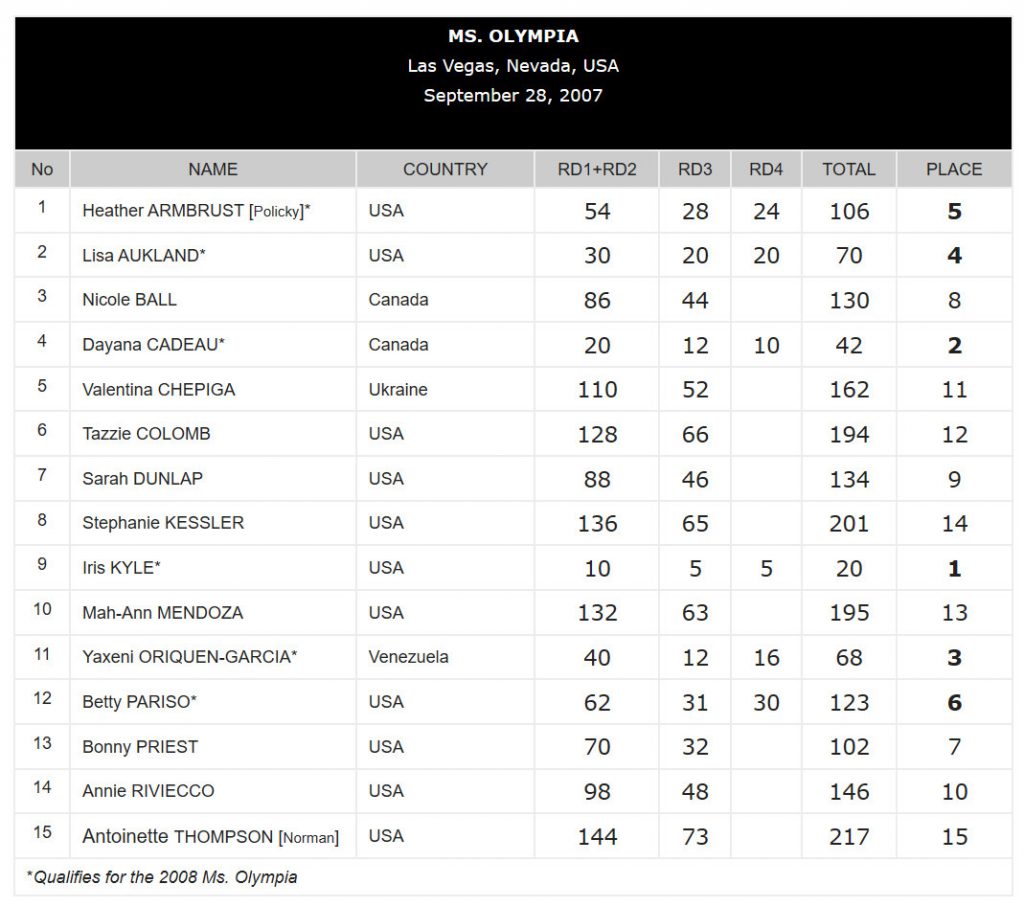 MS. OLYMPIA
Las Vegas, Nevada, USA
September 28, 2007
No NAME COUNTRY RD1+RD2 RD3 RD4 TOTAL PLACE
1 Heather ARMBRUST [Policky]* USA 54 28 24 106 5
2 Lisa AUKLAND* USA 30 20 20 70 4
3 Nicole BALL Canada 86 44 130 8
4 Dayana CADEAU* Canada 20 12 10 42 2
5 Valentina CHEPIGA Ukraine 110 52 162 11
6 Tazzie COLOMB USA 128 66 194 12
7 Sarah DUNLAP USA 88 46 134 9
8 Stephanie KESSLER USA 136 65 201 14
9 Iris KYLE* USA 10 5 5 20 1
10 Mah-Ann MENDOZA USA 132 63 195 13
11 Yaxeni ORIQUEN-GARCIA* Venezuela 40 12 16 68 3
12 Betty PARISO* USA 62 31 30 123 6
13 Bonny PRIEST USA 70 32 102 7
14 Annie RIVIECCO USA 98 48 146 10
15 Antoinette THOMPSON [Norman] USA 144 73 217 15
*Qualifies for the 2008 Ms. Olympia